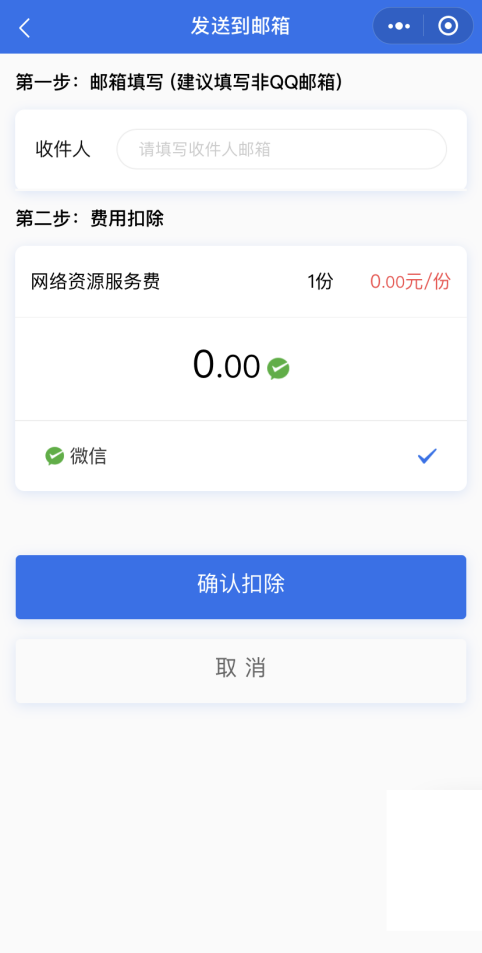 发送到邮箱
第一步：邮箱填写 (建议填写非QQ邮箱)
收件人 请填写收件人邮箱
第二步：费用扣除
网络资源服务费 1份 0.00元/份
0.00
微信
确认扣除
取 消